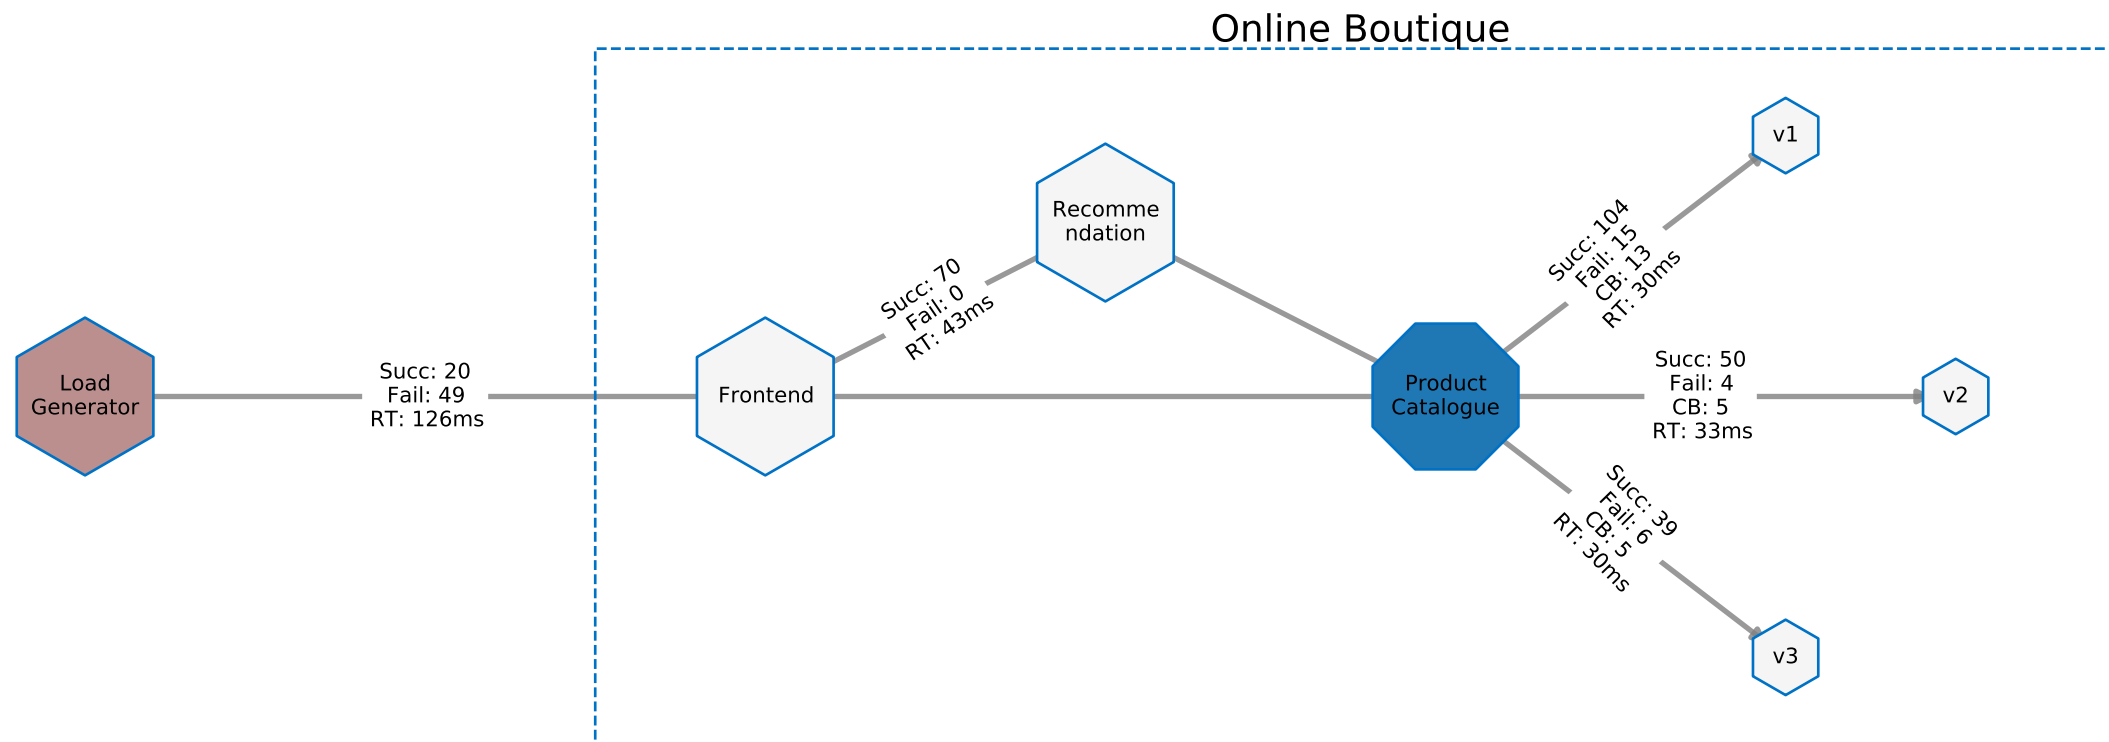 Online Boutique
Load
Generator
Succ: 20
Fail: 49
RT: 126ms
Frontend
Succ: 70
Fail: 0
RT: 43ms
Recomme
ndation
Product
Catalogue
Succ: 104
Fail: 15
CB: 13
RT: 30ms
v1
Succ: 50
Fail: 4
CB: 5
RT: 33ms
v2
Succ: 39
Fail: 6
CB: 5
RT: 30ms
v3